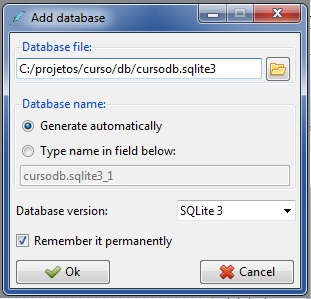 Add database
Database file:
C:/projetos/curso/db/cursodb.sqlite3
Database name:
Generate automatically
Type name in field below:
cursodb.sqlite3_1
Database version:
SQLite 3
Remember it permanently
Ok
Cancel